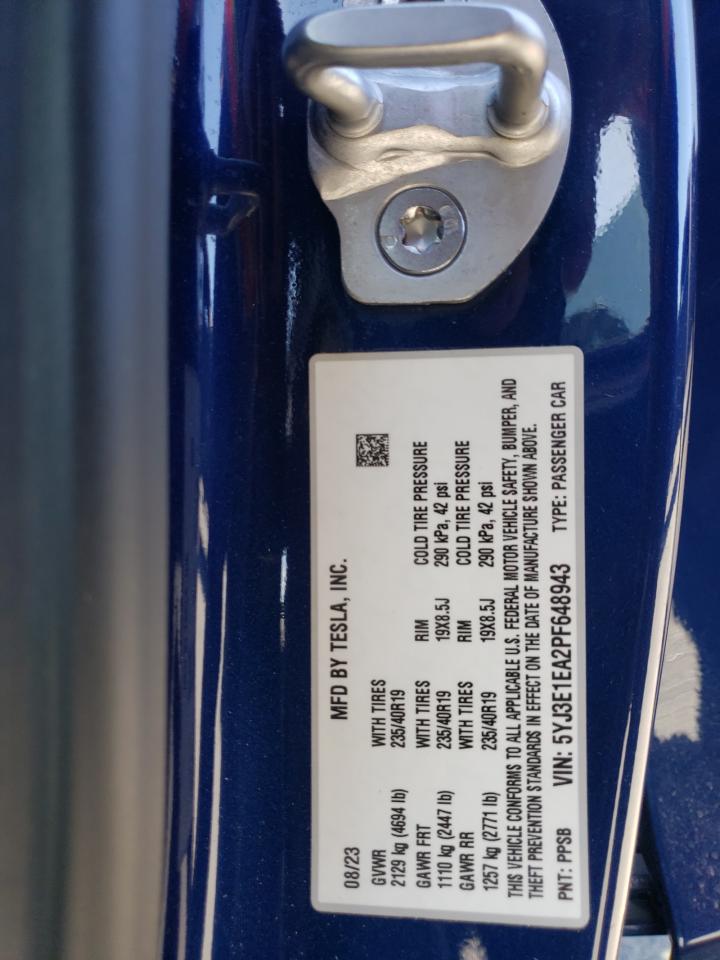 MFD BY TESLA, INC.
08/23
GVWR WITH TIRES
2129 kg (4694 lb) 235/40R19
GAWR FRT WITH TIRES RIM COLD TIRE PRESSURE
1110 kg (2447 lb) 235/40R19 19X8.5J 290 kPa, 42 psi
GAWR RR WITH TIRES RIM COLD TIRE PRESSURE
1257 kg (2771 lb) 235/40R19 19X8.5J 290 kPa, 42 psi
THIS VEHICLE CONFORMS TO ALL APPLICABLE U.S. FEDERAL MOTOR VEHICLE SAFETY, BUMPER, AND
THEFT PREVENTION STANDARDS IN EFFECT ON THE DATE OF MANUFACTURE SHOWN ABOVE.
PNT: PPSB VIN: 5YJ3E1EA2PF648943 TYPE: PASSENGER CAR